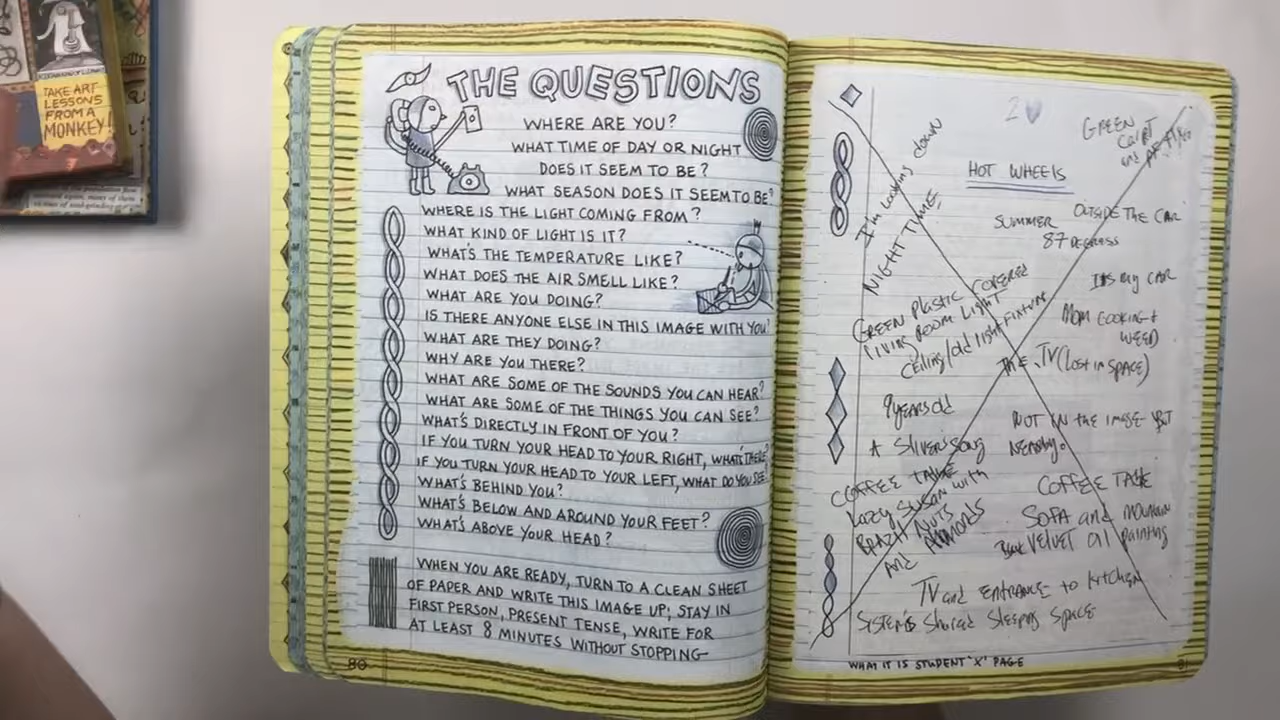 TAKE ART
LESSONS
FROM A
MONKEY!
THE QUESTIONS
WHERE ARE YOU?
WHAT TIME OF DAY OR NIGHT
DOES IT SEEM TO BE?
WHAT SEASON DOES IT SEEM TO BE?
WHERE IS THE LIGHT COMING FROM?
WHAT KIND OF LIGHT IS IT?
WHAT'S THE TEMPERATURE LIKE?
WHAT DOES THE AIR SMELL LIKE?
WHAT ARE YOU DOING?
IS THERE ANYONE ELSE IN THIS IMAGE WITH YOU?
WHAT ARE THEY DOING?
WHY ARE YOU THERE?
WHAT ARE SOME OF THE SOUNDS YOU CAN HEAR?
WHAT ARE SOME OF THE THINGS YOU CAN SEE?
WHAT'S DIRECTLY IN FRONT OF YOU?
IF YOU TURN YOUR HEAD TO YOUR RIGHT, WHAT'S THERE?
IF YOU TURN YOUR HEAD TO YOUR LEFT, WHAT DO YOU SEE?
WHAT'S BEHIND YOU?
WHAT'S BELOW AND AROUND YOUR FEET?
WHAT'S ABOVE YOUR HEAD?
WHEN YOU ARE READY, TURN TO A CLEAN SHEET
OF PAPER AND WRITE THIS IMAGE UP; STAY IN
FIRST PERSON, PRESENT TENSE, WRITE FOR
AT LEAST 8 MINUTES WITHOUT STOPPING—
80
2
GREEN
and
HOT WHEELS
I'm looking down
NIGHT TIME
SUMMER
87 DEGREES
OUTSIDE THE CAR
It's my CAR
GREEN PLASTIC COVERED
LIVING ROOM LIGHT
Ceiling/old light fixture
Mom COOKING +
WEED
THE TV (Lost in SPACE)
9 years old
NOT IN the image BUT
NEARBY.
A Slivers Song
COFFEE TABLE
Lazy Susan with
BRAZIL NUTS
And Almonds
COFFEE TABLE
SOFA and MOUNTAIN
VELVET oil Painting
TV and ENTRANCE to KITCHEN
Sister's Shared Sleeping Space
WHAT IT IS STUDENT "X" PAGE
81